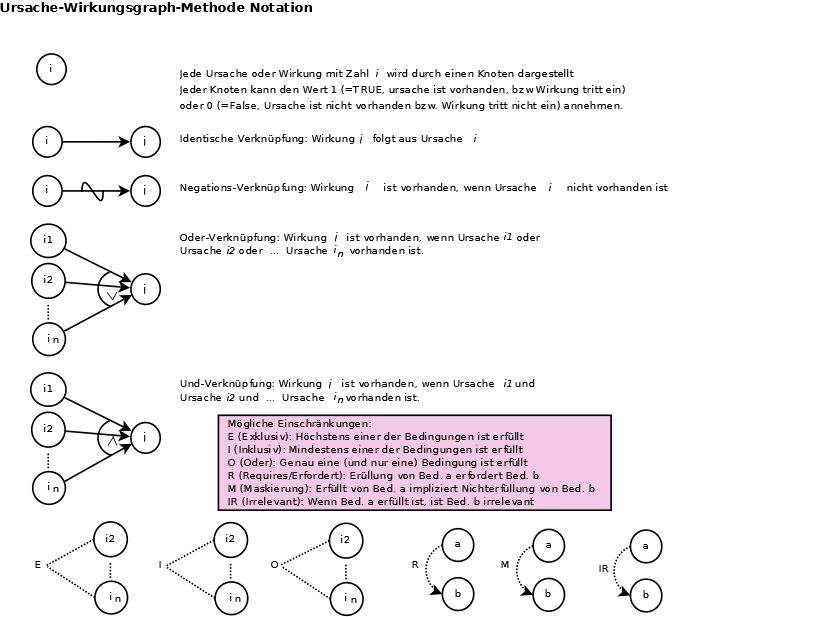 Ursache-Wirkungsgraph-Methode Notation
i
Jede Ursache oder Wirkung mit Zahl i wird durch einen Knoten dargestellt
Jeder Knoten kann den Wert 1 (=TRUE, ursache ist vorhanden, bzw Wirkung tritt ein)
oder 0 (=False, Ursache ist nicht vorhanden bzw. Wirkung tritt nicht ein) annehmen.
i i Identische Verknüpfung: Wirkung i folgt aus Ursache i
i i Negations-Verknüpfung: Wirkung i ist vorhanden, wenn Ursache i nicht vorhanden ist
i1
Oder-Verknüpfung: Wirkung i ist vorhanden, wenn Ursache i1 oder
Ursache i2 oder ... Ursache in vorhanden ist.
i2
∨ i
in
i1
Und-Verknüpfung: Wirkung i ist vorhanden, wenn Ursache i1 und
Ursache i2 und ... Ursache in vorhanden ist.
i2
∧ i
in
Mögliche Einschränkungen:
E (Exklusiv): Höchstens einer der Bedingungen ist erfüllt
I (Inklusiv): Mindestens einer der Bedingungen ist erfüllt
O (Oder): Genau eine (und nur eine) Bedingung ist erfüllt
R (Requires/Erfordert): Erüllung von Bed. a erfordert Bed. b
M (Maskierung): Erfüllt von Bed. a impliziert Nichterfüllung von Bed. b
IR (Irrelevant): Wenn Bed. a erfüllt ist, ist Bed. b irrelevant
i2 i2 i2 a a a
E I O R M IR
in in in b b b